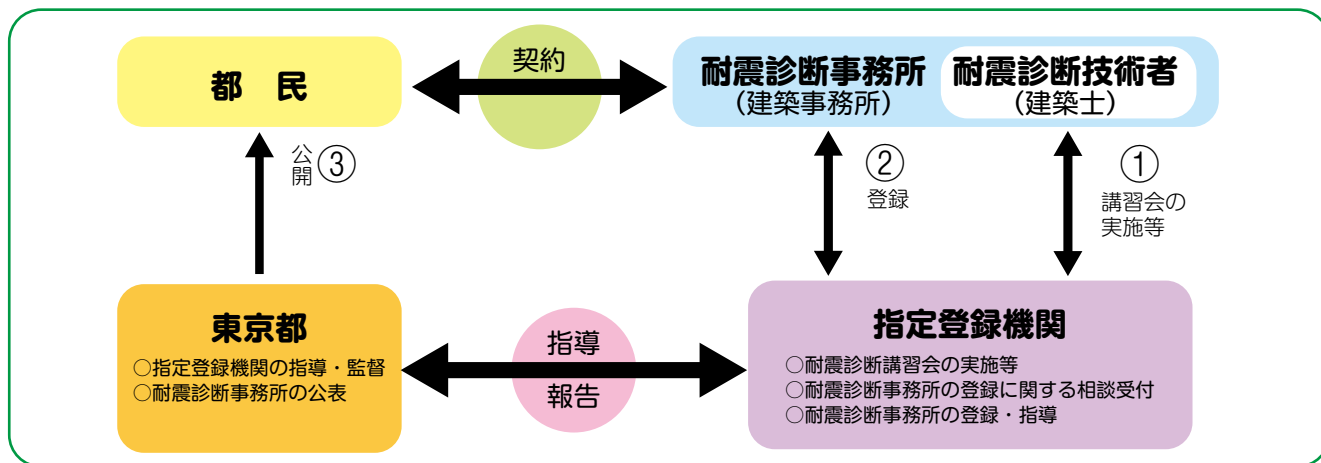 都 民
契約
耐震診断事務所
(建築事務所)
耐震診断技術者
(建築士)
公開
③
②
登録
①
講習会の
実施等
東京都
○指定登録機関の指導・監督
○耐震診断事務所の公表
指導
報告
指定登録機関
○耐震診断講習会の実施等
○耐震診断事務所の登録に関する相談受付
○耐震診断事務所の登録・指導